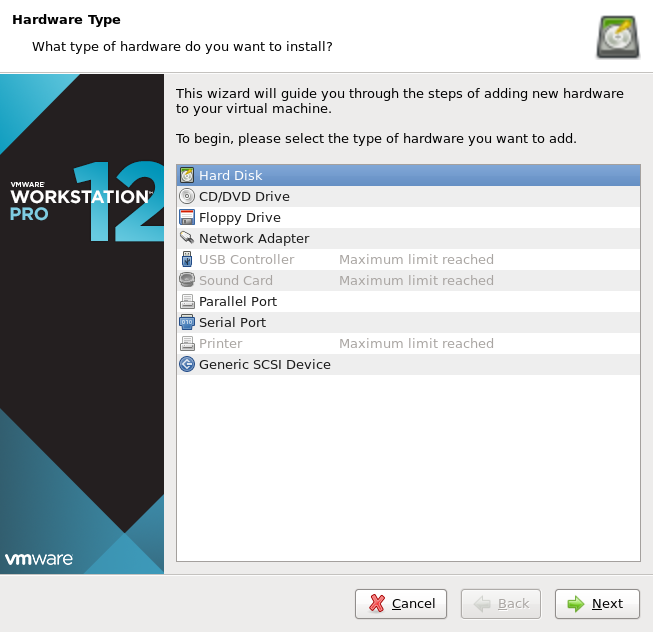 Hardware Type
What type of hardware do you want to install?
This wizard will guide you through the steps of adding new hardware
to your virtual machine.
To begin, please select the type of hardware you want to add.
VMWARE
WORKSTATION™
PRO
12
Hard Disk
CD/DVD Drive
Floppy Drive
Network Adapter
USB Controller Maximum limit reached
Sound Card Maximum limit reached
Parallel Port
Serial Port
Printer Maximum limit reached
Generic SCSI Device
vmware
Cancel Back Next